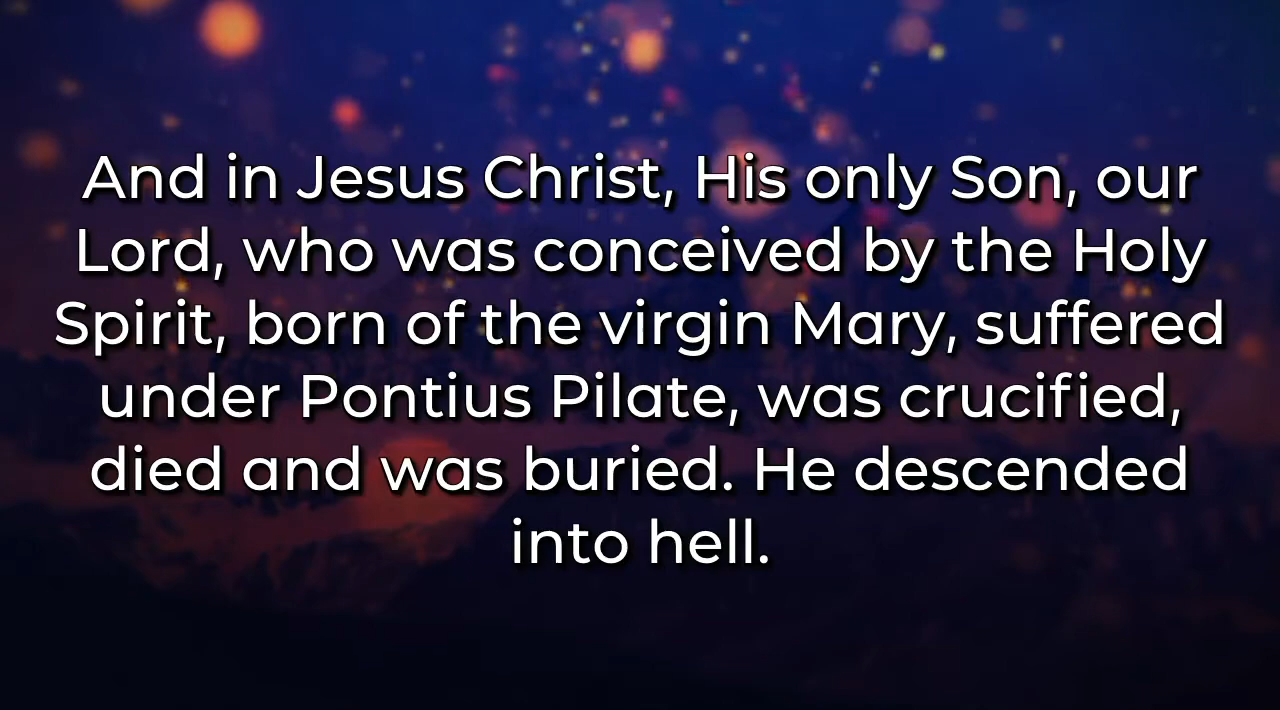 And in Jesus Christ, His only Son, our
Lord, who was conceived by the Holy
Spirit, born of the virgin Mary, suffered
under Pontius Pilate, was crucified,
died and was buried. He descended
into hell.